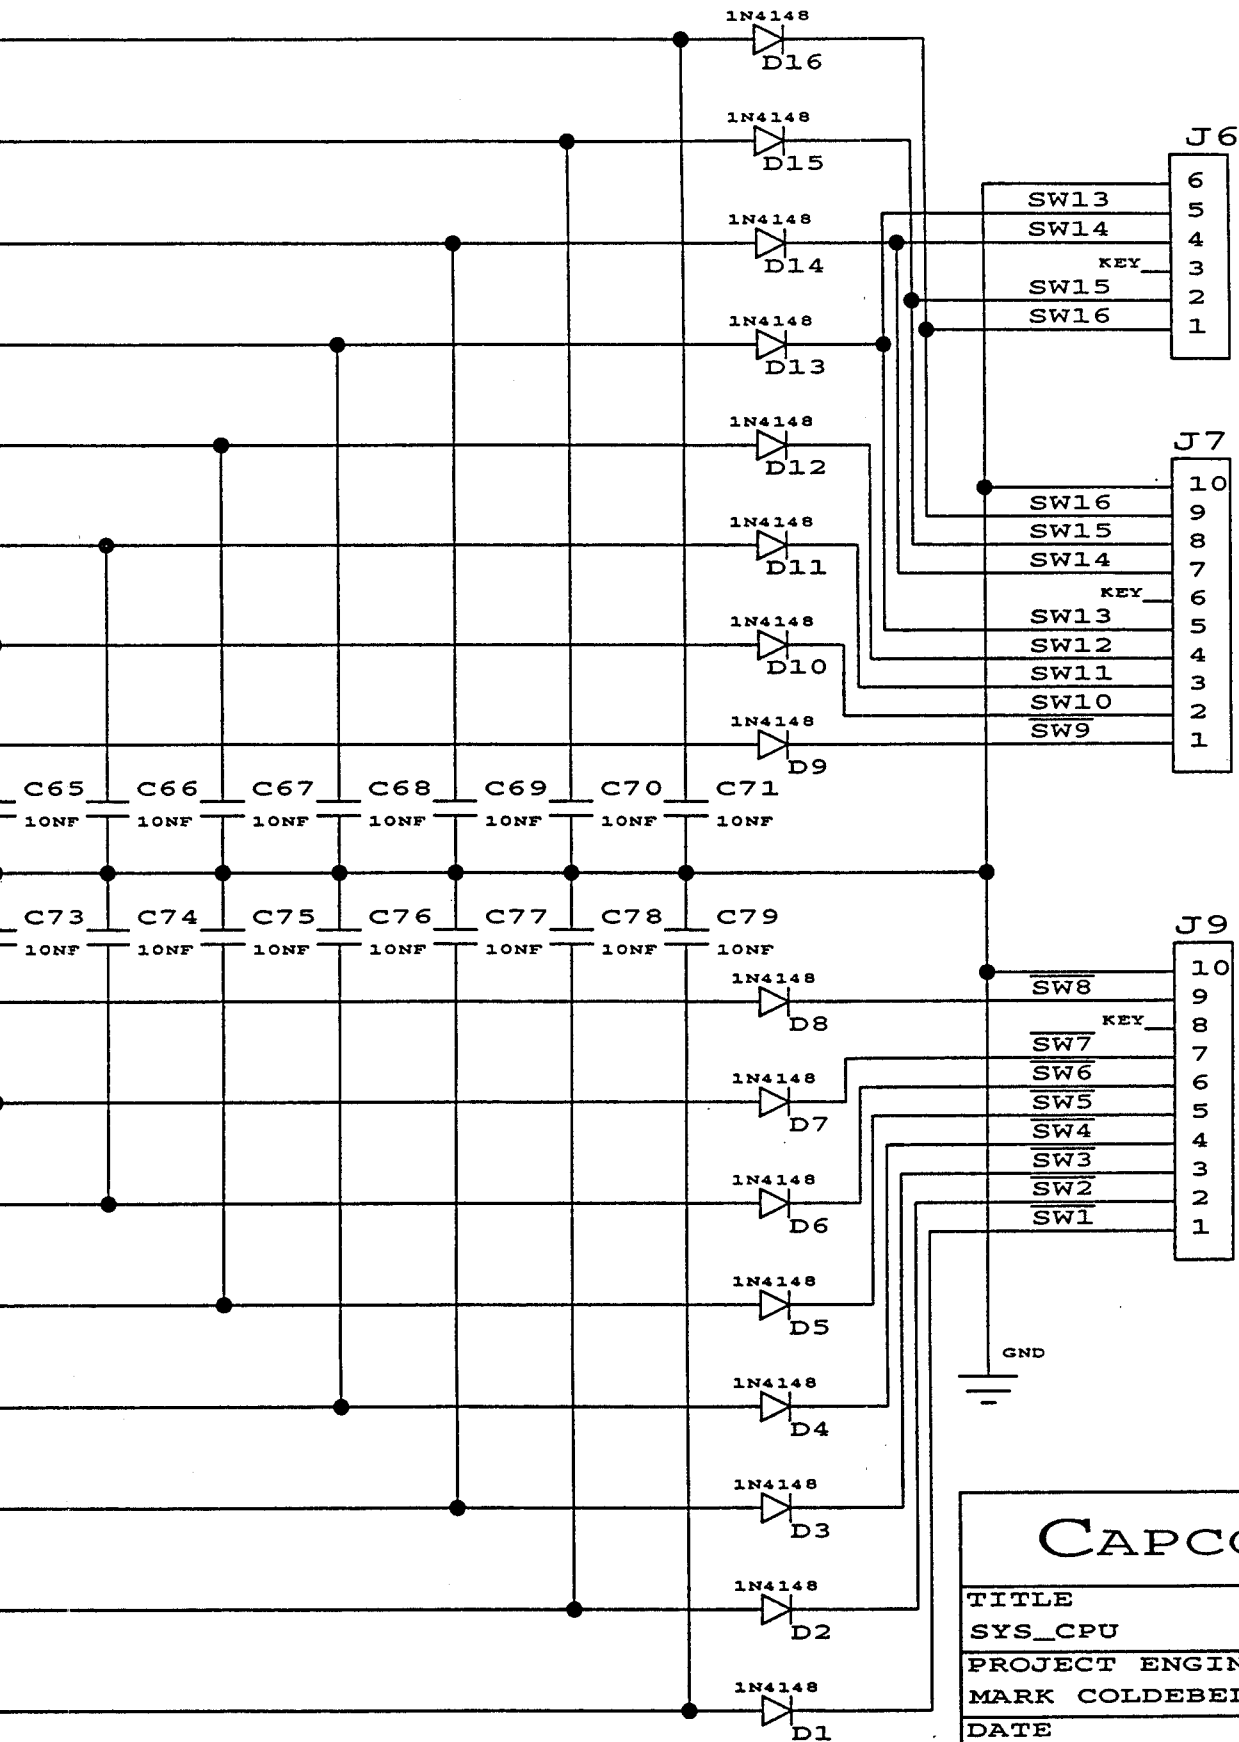 1N4148
D16
1N4148
D15
J6
6
SW13
5
1N4148
SW14
4
D14
KEY
3
SW15
2
SW16
1
1N4148
D13
1N4148
D12
J7
10
SW16
9
1N4148
SW15
8
D11
SW14
7
KEY
6
SW13
5
1N4148
SW12
4
D10
SW11
3
SW10
2
1N4148
SW9
1
D9
C65 C66 C67 C68 C69 C70 C71
10NF 10NF 10NF 10NF 10NF 10NF 10NF
C73 C74 C75 C76 C77 C78 C79
10NF 10NF 10NF 10NF 10NF 10NF 10NF
J9
10
1N4148
SW8
9
D8
KEY
8
SW7
7
1N4148
SW6
6
D7
SW5
5
SW4
4
SW3
3
1N4148
SW2
2
D6
SW1
1
1N4148
D5
GND
1N4148
D4
1N4148
D3
CAPCO
TITLE
SYS_CPU
1N4148
D2
PROJECT ENGIN
MARK COLDEBE
1N4148
D1
DATE